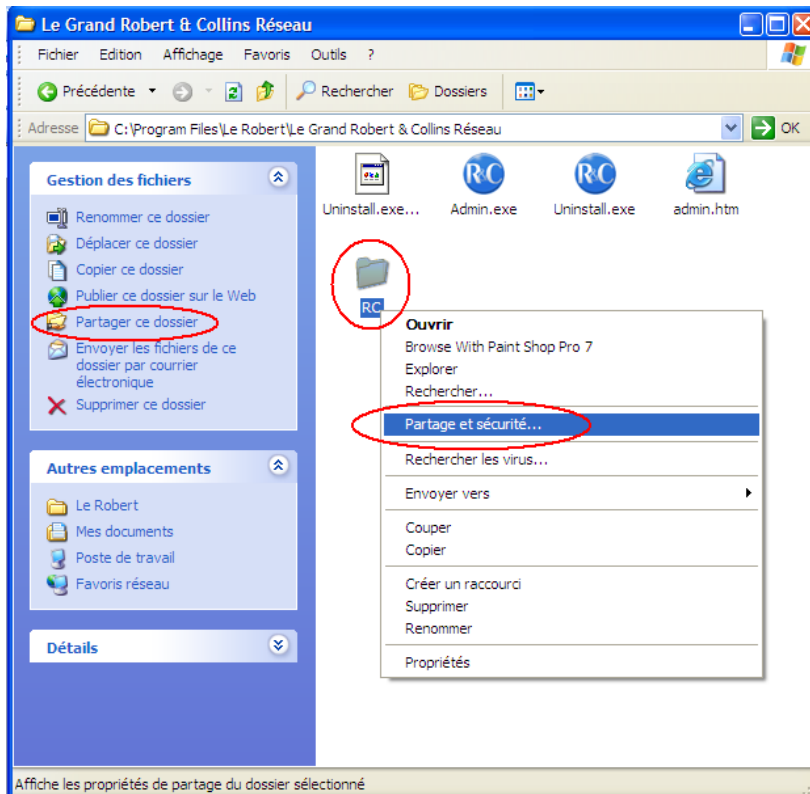 Le Grand Robert & Collins Réseau
Fichier Edition Affichage Favoris Outils ?
Précédente Rechercher Dossiers
Adresse C:\Program Files\Le Robert\Le Grand Robert & Collins Réseau OK
Gestion des fichiers
Renommer ce dossier
Déplacer ce dossier
Copier ce dossier
Publier ce dossier sur le Web
Partager ce dossier
Envoyer les fichiers de ce
dossier par courrier
électronique
Supprimer ce dossier
Autres emplacements
Le Robert
Mes documents
Poste de travail
Favoris réseau
Détails
R&C R&C
Uninstall.exe... Admin.exe Uninstall.exe admin.htm
RC
Ouvrir
Browse With Paint Shop Pro 7
Explorer
Rechercher...
Partage et sécurité...
Rechercher les virus...
Envoyer vers
Couper
Copier
Créer un raccourci
Supprimer
Renommer
Propriétés
Affiche les propriétés de partage du dossier sélectionné